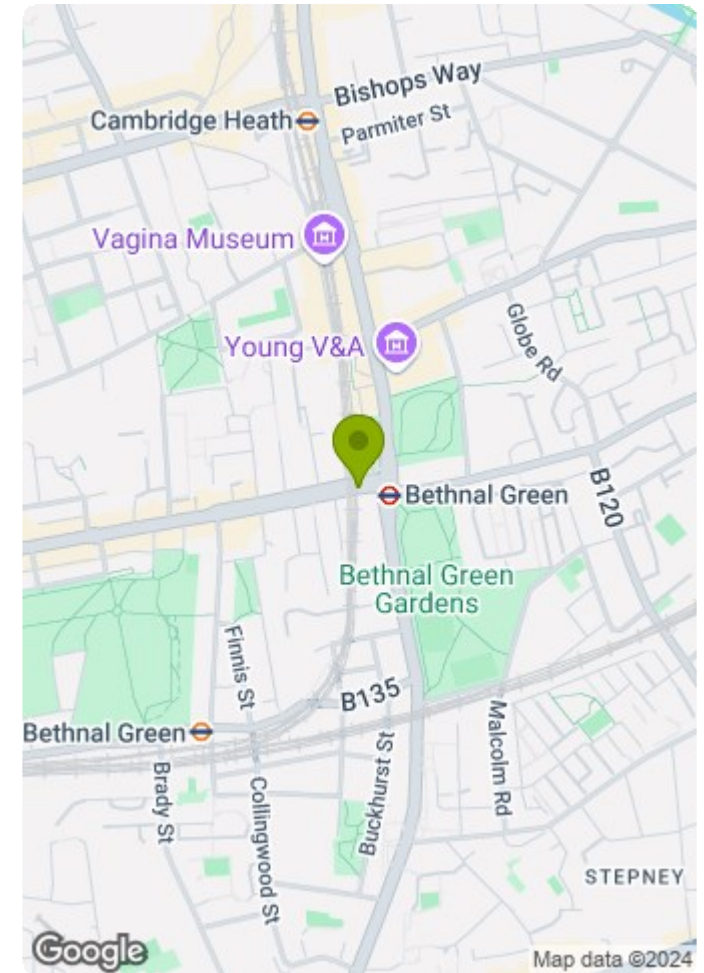 Bishops Way
Cambridge Heath
Parmiter St
Vagina Museum
Globe Rd
Young V&A
Bethnal Green
B120
Bethnal Green
Gardens
Finnis St
B135
Bethnal Green
Malcolm Rd
Buckhurst St
Brady St
Collingwood St
STEPNEY
Google
Map data ©2024